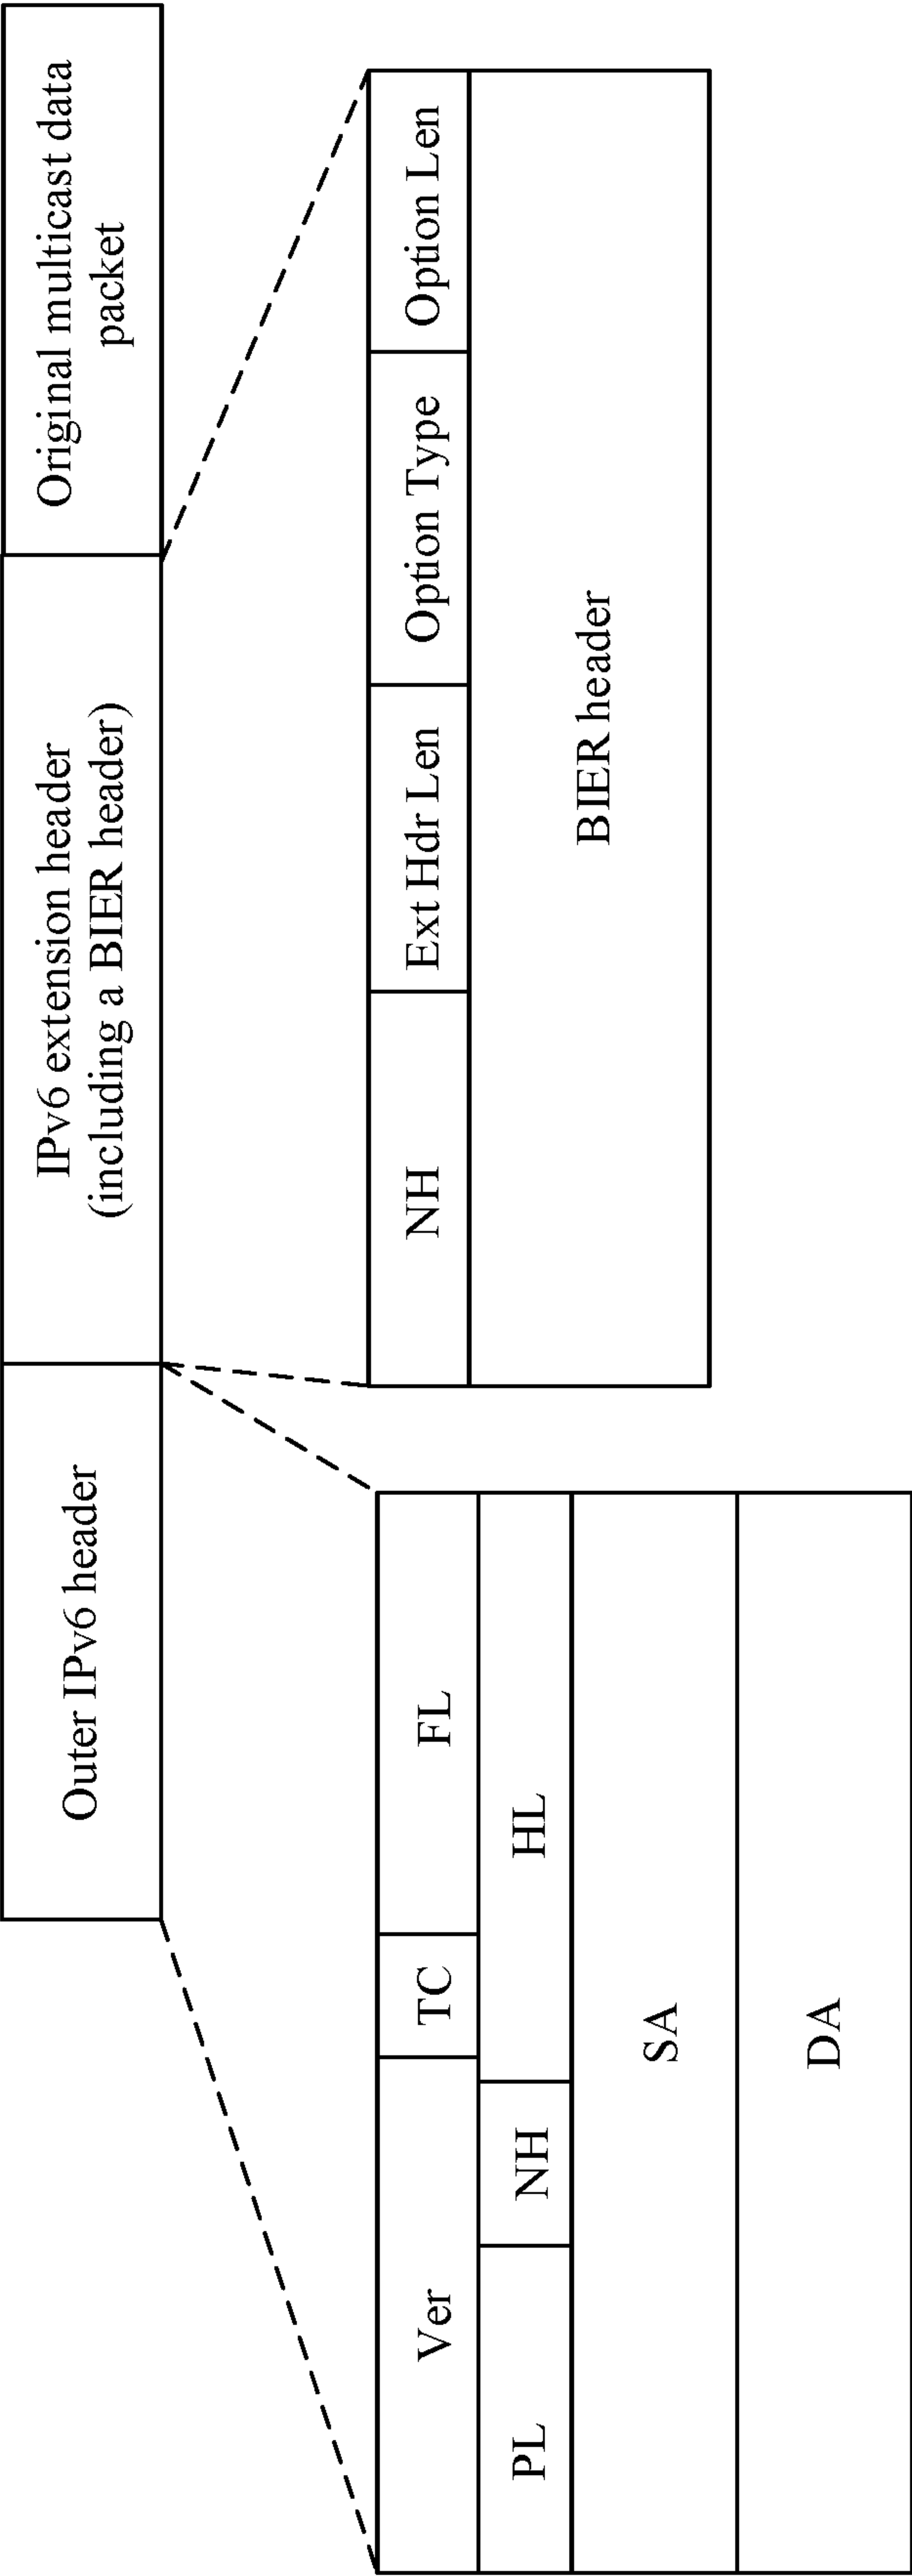 Outer IPv6 header
IPv6 extension header
(including a BIER header)
Original multicast data
packet
Ver
TC
FL
PL
NH
HL
SA
DA
NH
Ext Hdr Len
Option Type
Option Len
BIER header